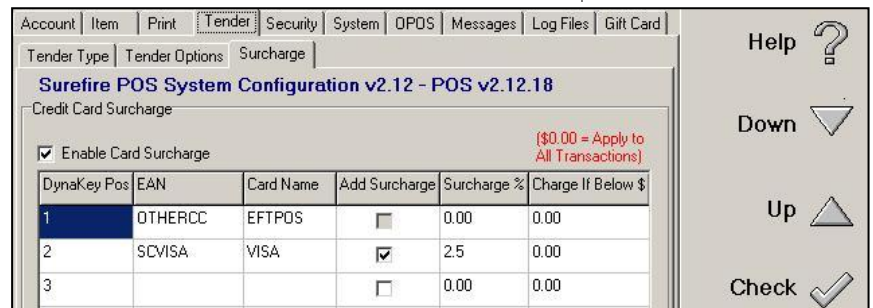 Account Item Print Tender Security System OPOS Messages Log Files Gift Card
Tender Type Tender Options Surcharge
Surefire POS System Configuration v2.12 - POS v2.12.18
Credit Card Surcharge
Enable Card Surcharge
($0.00 = Apply to
All Transactions)
DynaKey Pos EAN Card Name Add Surcharge Surcharge % Charge If Below $
1 OTHERCC EFTPOS 0.00 0.00
2 SCVISA VISA 2.5 0.00
3 0.00 0.00
Help
Down
Up
Check